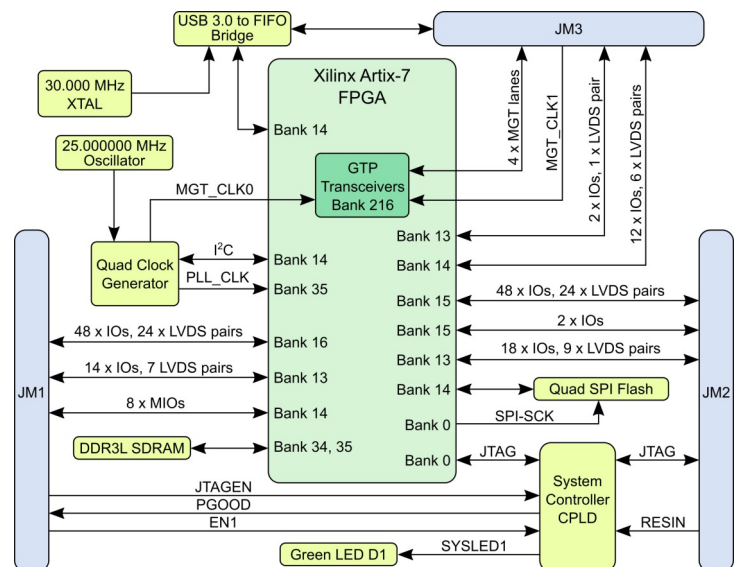 USB 3.0 to FIFO
Bridge
JM3
30.000 MHz
XTAL
Xilinx Artix-7
FPGA
4 x MGT lanes
MGT_CLK1
2 x IOs, 1 x LVDS pair
12 x IOs, 6 x LVDS pairs
Bank 14
25.000000 MHz
Oscillator
GTP
Transceivers
Bank 216
MGT_CLK0
Bank 13
Quad Clock
Generator
I²C
Bank 14
Bank 14
PLL_CLK
Bank 35
Bank 15
48 x IOs, 24 x LVDS pairs
48 x IOs, 24 x LVDS pairs
Bank 16
Bank 15
2 x IOs
14 x IOs, 7 LVDS pairs
Bank 13
Bank 13
18 x IOs, 9 x LVDS pairs
JM1
8 x MIOs
Bank 14
Bank 14
Quad SPI Flash
JM2
Bank 0
SPI-SCK
DDR3L SDRAM
Bank 34, 35
Bank 0
JTAG
JTAG
System
Controller
CPLD
JTAGEN
PGOOD
EN1
RESIN
Green LED D1
SYSLED1